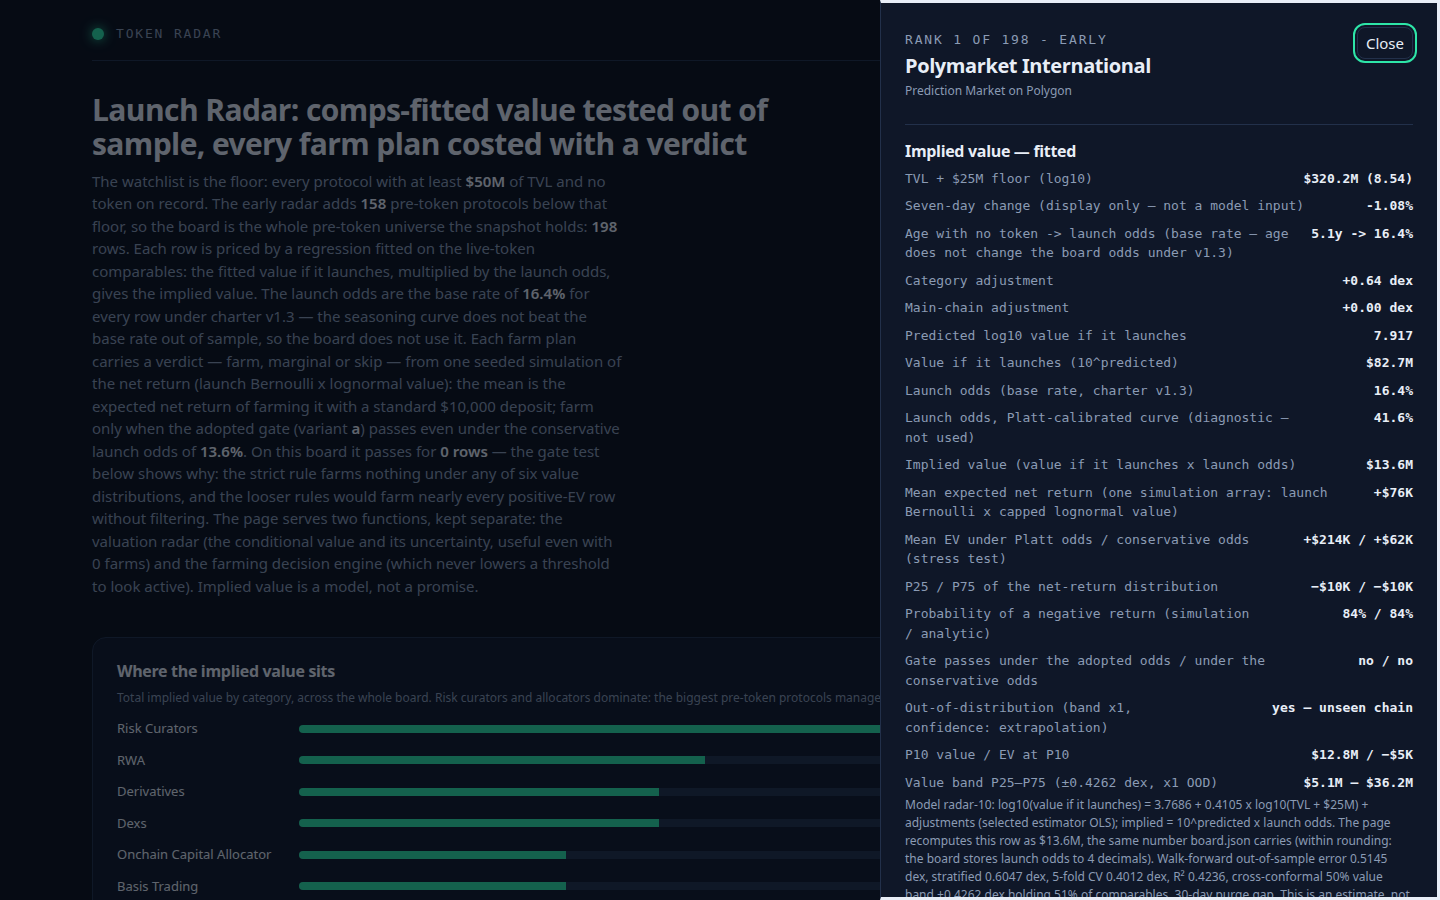 TOKEN RADAR
Launch Radar: comps-fitted value tested out of
sample, every farm plan costed with a verdict
The watchlist is the floor: every protocol with at least $50M of TVL and no
token on record. The early radar adds 158 pre-token protocols below that
floor, so the board is the whole pre-token universe the snapshot holds: 198
rows. Each row is priced by a regression fitted on the live-token
comparables: the fitted value if it launches, multiplied by the launch odds,
gives the implied value. The launch odds are the base rate of 16.4% for
every row under charter v1.3 — the seasoning curve does not beat the
base rate out of sample, so the board does not use it. Each farm plan
carries a verdict — farm, marginal or skip — from one seeded simulation of
the net return (launch Bernoulli x lognormal value): the mean is the
expected net return of farming it with a standard $10,000 deposit; farm
only when the adopted gate (variant a) passes even under the conservative
launch odds of 13.6%. On this board it passes for 0 rows — the gate test
below shows why: the strict rule farms nothing under any of six value
distributions, and the looser rules would farm nearly every positive-EV row
without filtering. The page serves two functions, kept separate: the
valuation radar (the conditional value and its uncertainty, useful even with
0 farms) and the farming decision engine (which never lowers a threshold
to look active). Implied value is a model, not a promise.
Where the implied value sits
Total implied value by category, across the whole board. Risk curators and allocators dominate: the biggest pre-token protocols manage
Risk Curators
RWA
Derivatives
Dexs
Onchain Capital Allocator
Basis Trading
RANK 1 OF 198 - EARLY
Close
Polymarket International
Prediction Market on Polygon
Implied value — fitted
TVL + $25M floor (log10) $320.2M (8.54)
Seven-day change (display only — not a model input) -1.08%
Age with no token -> launch odds (base rate — age 5.1y -> 16.4%
does not change the board odds under v1.3)
Category adjustment +0.64 dex
Main-chain adjustment +0.00 dex
Predicted log10 value if it launches 7.917
Value if it launches (10^predicted) $82.7M
Launch odds (base rate, charter v1.3) 16.4%
Launch odds, Platt-calibrated curve (diagnostic — 41.6%
not used)
Implied value (value if it launches x launch odds) $13.6M
Mean expected net return (one simulation array: launch +$76K
Bernoulli x capped lognormal value)
Mean EV under Platt odds / conservative odds +$214K / +$62K
(stress test)
P25 / P75 of the net-return distribution −$10K / −$10K
Probability of a negative return (simulation 84% / 84%
/ analytic)
Gate passes under the adopted odds / under the no / no
conservative odds
Out-of-distribution (band x1, yes — unseen chain
confidence: extrapolation)
P10 value / EV at P10 $12.8M / −$5K
Value band P25–P75 (±0.4262 dex, x1 OOD) $5.1M – $36.2M
Model radar-10: log10(value if it launches) = 3.7686 + 0.4105 x log10(TVL + $25M) +
adjustments (selected estimator OLS); implied = 10^predicted x launch odds. The page
recomputes this row as $13.6M, the same number board.json carries (within rounding:
the board stores launch odds to 4 decimals). Walk-forward out-of-sample error 0.5145
dex, stratified 0.6047 dex, 5-fold CV 0.4012 dex, R² 0.4236, cross-conformal 50% value
band ±0.4262 dex holding 51% of comparables, 30-day purge gap. This is an estimate, not